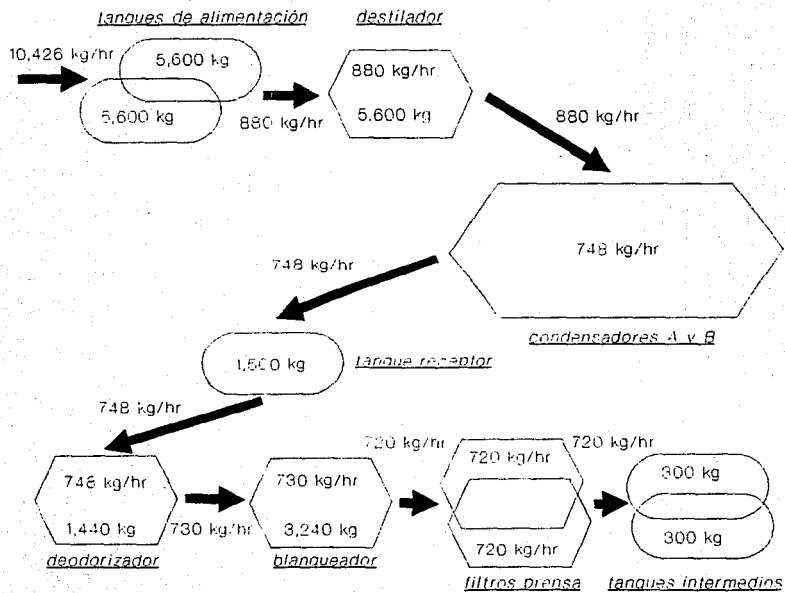 tanques de alimentación
destilador
10,426 kg/hr
5,600 kg
5,600 kg
880 kg/hr
880 kg/hr
5,600 kg
880 kg/hr
748 kg/hr
condensadores A y B
748 kg/hr
1,500 kg
tanque receptor
748 kg/hr
748 kg/hr
1,440 kg
deodorizador
730 kg/hr
730 kg/hr
3,240 kg
blanqueador
720 kg/hr
720 kg/hr
720 kg/hr
filtros prensa
720 kg/hr
300 kg
300 kg
tanques intermedios